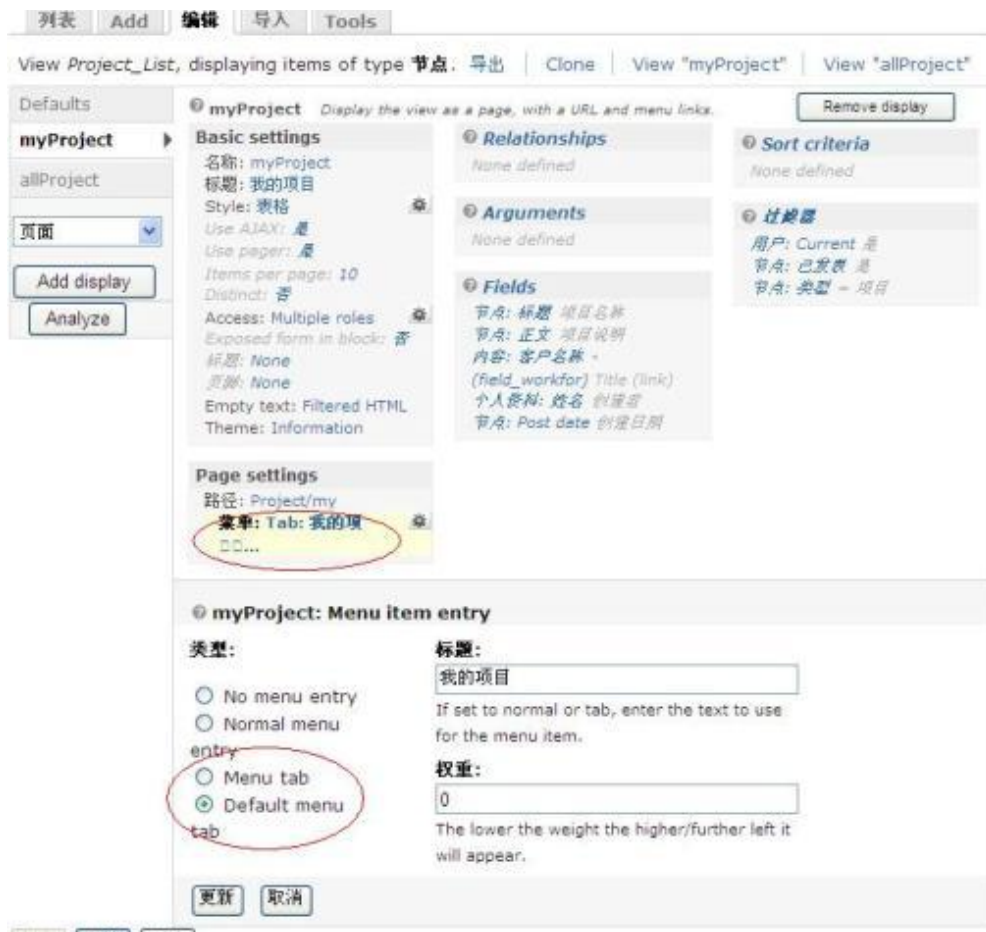 列表 Add 编辑 导入 Tools
View Project_List, displaying items of type 节点. 导出 | Clone | View "myProject" | View "allProject"
Defaults
myProject
allProject
页面
Add display
Analyze
myProject Display the view as a page, with a URL and menu links.
Remove display
Basic settings
名称: myProject
标题: 我的项目
Style: 表格
Use AJAX: 是
Use pager: 是
Items per page: 10
Distinct: 否
Access: Multiple roles
Exposed form in block: 否
标题: None
页脚: None
Empty text: Filtered HTML
Theme: Information
Page settings
路径: Project/my
菜单: Tab: 我的项
□□...
Relationships
None defined
Arguments
None defined
Fields
节点: 标题 项目名称
节点: 正文 项目说明
内容: 客户名称 -
(field_workfor) Title (link)
个人资料: 姓名 创建者
节点: Post date 创建日期
Sort criteria
None defined
过滤器
用户: Current 是
节点: 已发表 是
节点: 类型 = 项目
myProject: Menu item entry
类型:
No menu entry
Normal menu
entry
Menu tab
Default menu
tab
标题:
我的项目
If set to normal or tab, enter the text to use
for the menu item.
权重:
0
The lower the weight the higher/further left it
will appear.
更新 取消